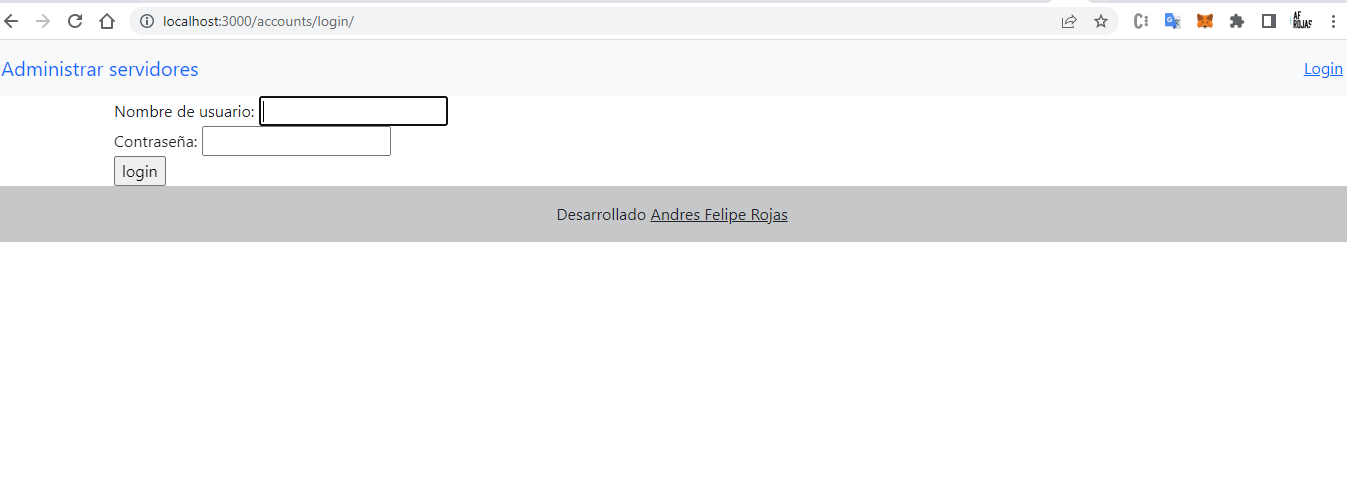 localhost:3000/accounts/login/
AF ROJAS
Administrar servidores
Login
Nombre de usuario:
Contraseña:
login
Desarrollado Andres Felipe Rojas